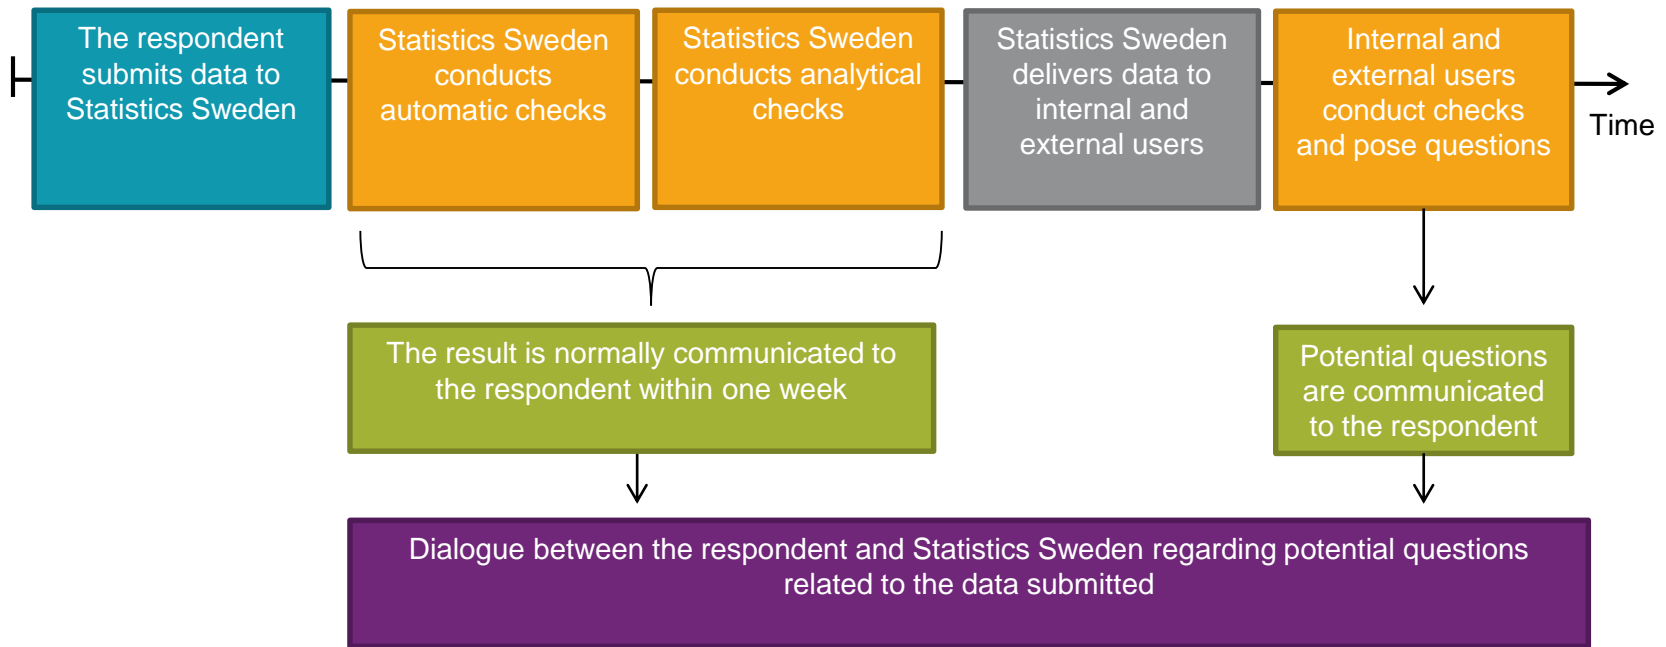 The respondent
submits data to
Statistics Sweden
Statistics Sweden
conducts
automatic checks
Statistics Sweden
conducts analytical
checks
Statistics Sweden
delivers data to
internal and
external users
Internal and
external users
conduct checks
and pose questions
Time
The result is normally communicated to
the respondent within one week
Potential questions
are communicated
to the respondent
Dialogue between the respondent and Statistics Sweden regarding potential questions
related to the data submitted